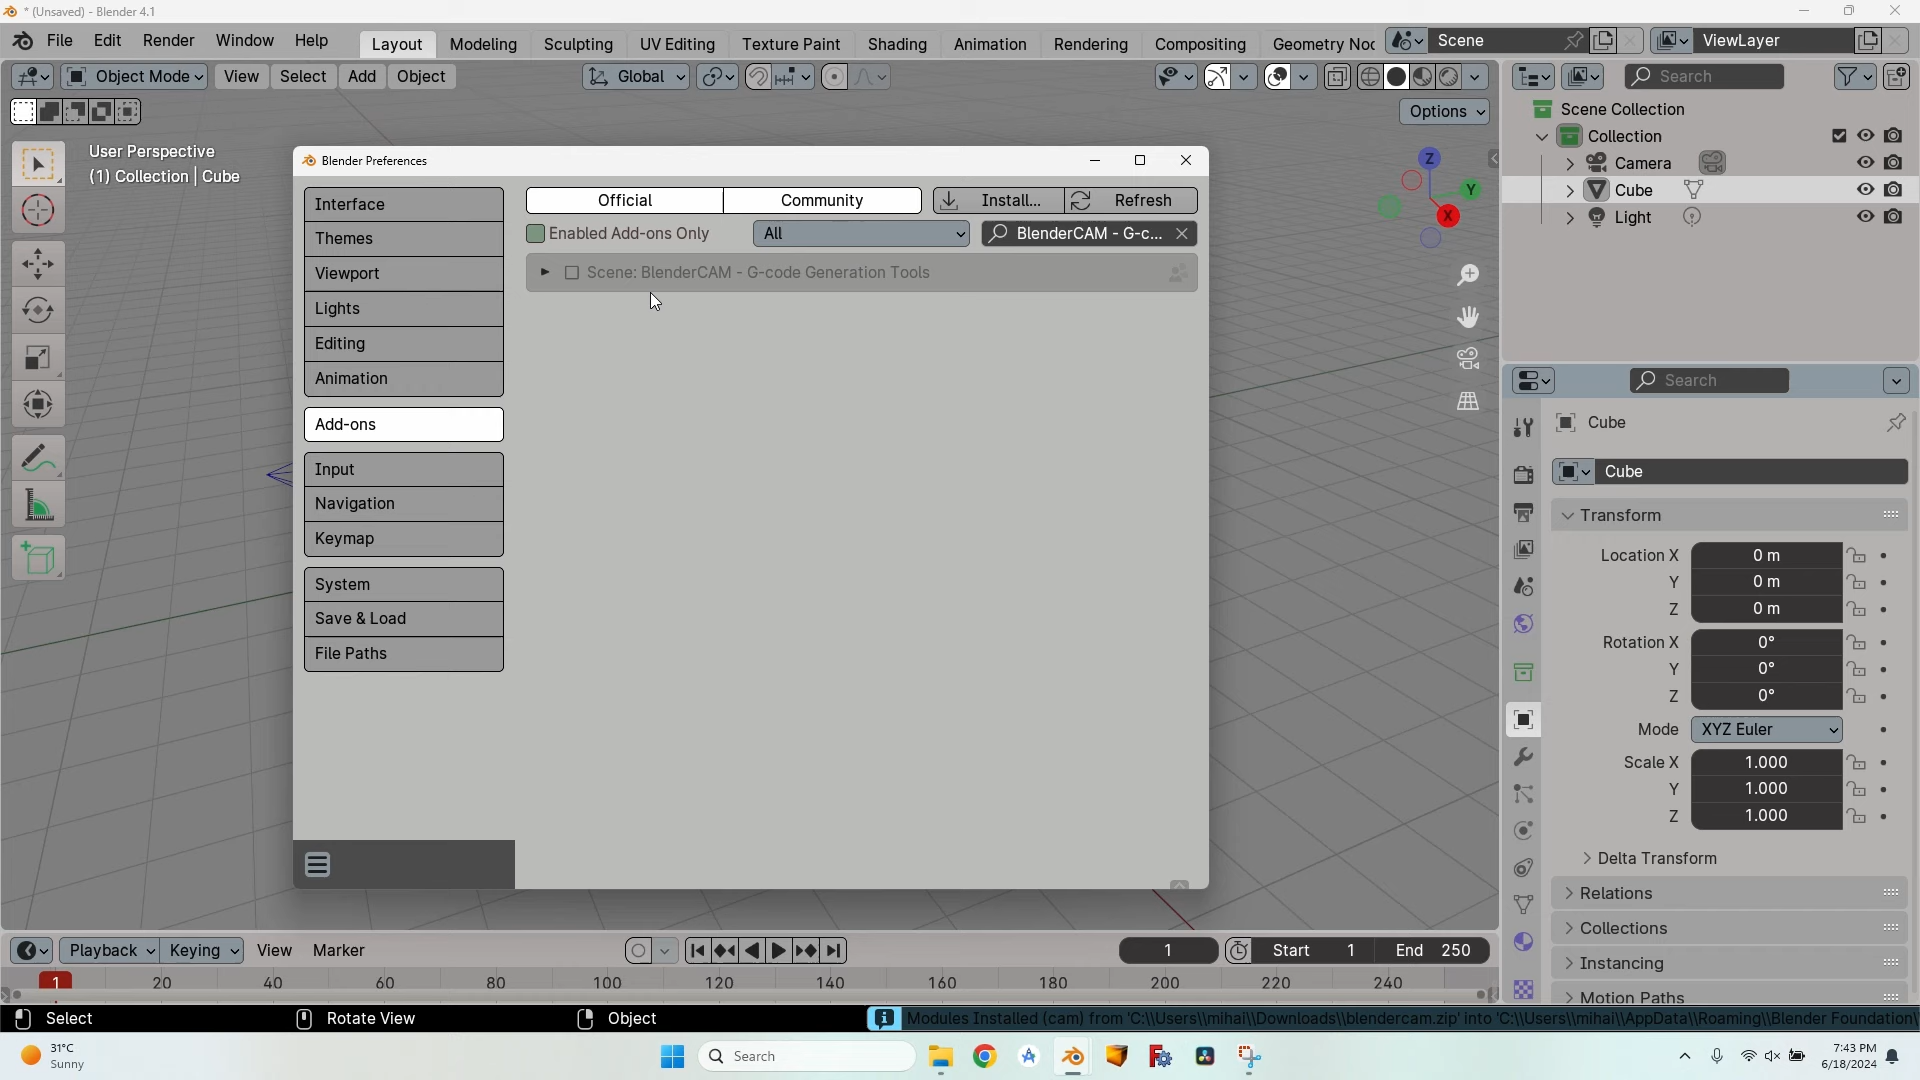 * (Unsaved) - Blender 4.1
File Edit Render Window Help
Layout Modeling Sculpting UV Editing Texture Paint Shading Animation Rendering Compositing Geometry Noc
Scene
ViewLayer
Object Mode View Select Add Object
Global
Search
Options
User Perspective
(1) Collection | Cube
Scene Collection
Collection
Camera
Cube
Light
Z
Y
X
Blender Preferences
Interface
Themes
Viewport
Lights
Editing
Animation
Add-ons
Input
Navigation
Keymap
System
Save & Load
File Paths
Official Community Install... Refresh
Enabled Add-ons Only All BlenderCAM - G-c...
Scene: BlenderCAM - G-code Generation Tools
Search
Cube
Cube
Transform
Location X 0 m
Y 0 m
Z 0 m
Rotation X 0°
Y 0°
Z 0°
Mode XYZ Euler
Scale X 1.000
Y 1.000
Z 1.000
Delta Transform
Relations
Collections
Instancing
Motion Paths
Playback Keying View Marker
1 Start 1 End 250
1 20 40 60 80 100 120 140 160 180 200 220 240
Select Rotate View Object
Modules Installed (cam) from 'C:\\Users\\mihai\\Downloads\\blendercam.zip' into 'C:\\Users\\mihai\\AppData\\Roaming\\Blender Foundation\
31°C
Sunny
Search
7:43 PM
6/18/2024